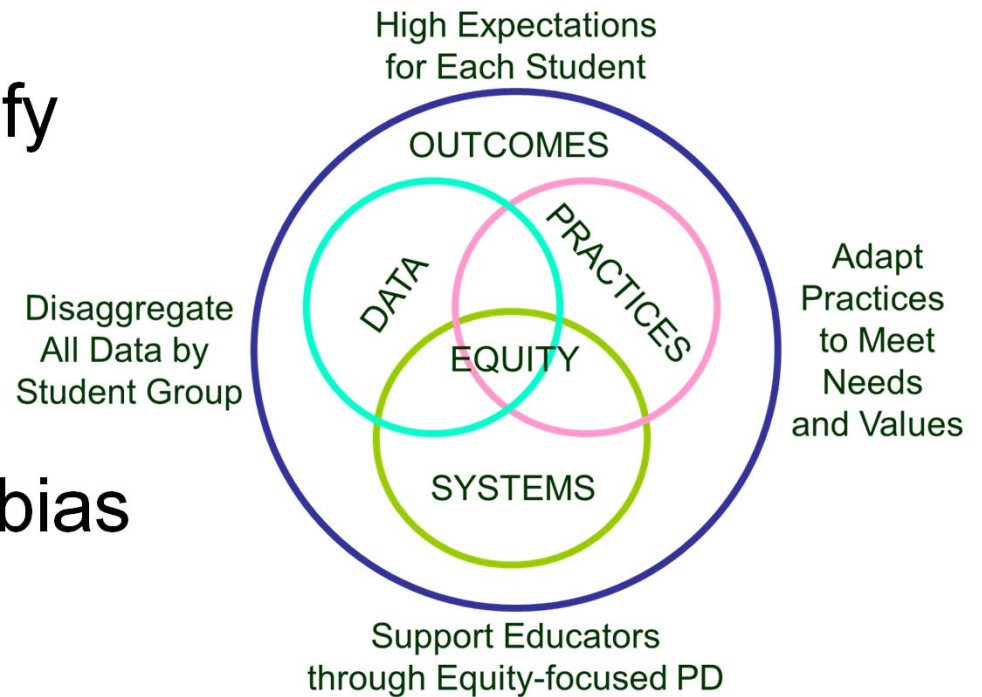 High Expectations
for Each Student
fy
OUTCOMES
DATA
PRACTICES
Disaggregate
All Data by
Student Group
EQUITY
Adapt
Practices
to Meet
Needs
and Values
bias
SYSTEMS
Support Educators
through Equity-focused PD